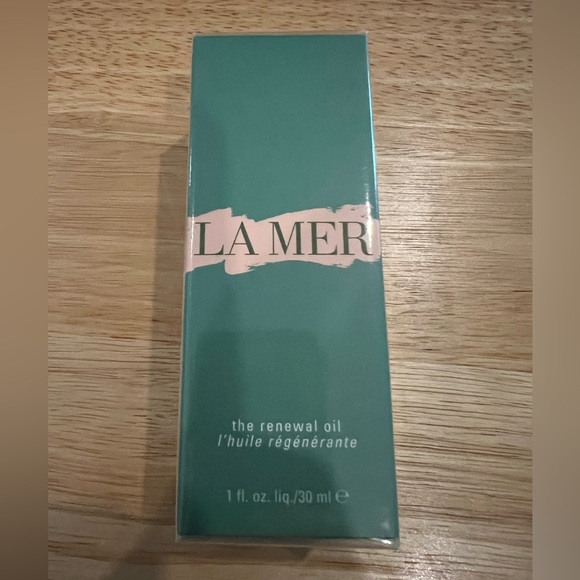 LA MER
the renewal oil
l'huile régénérante
1 fl. oz. liq./30 ml ℮